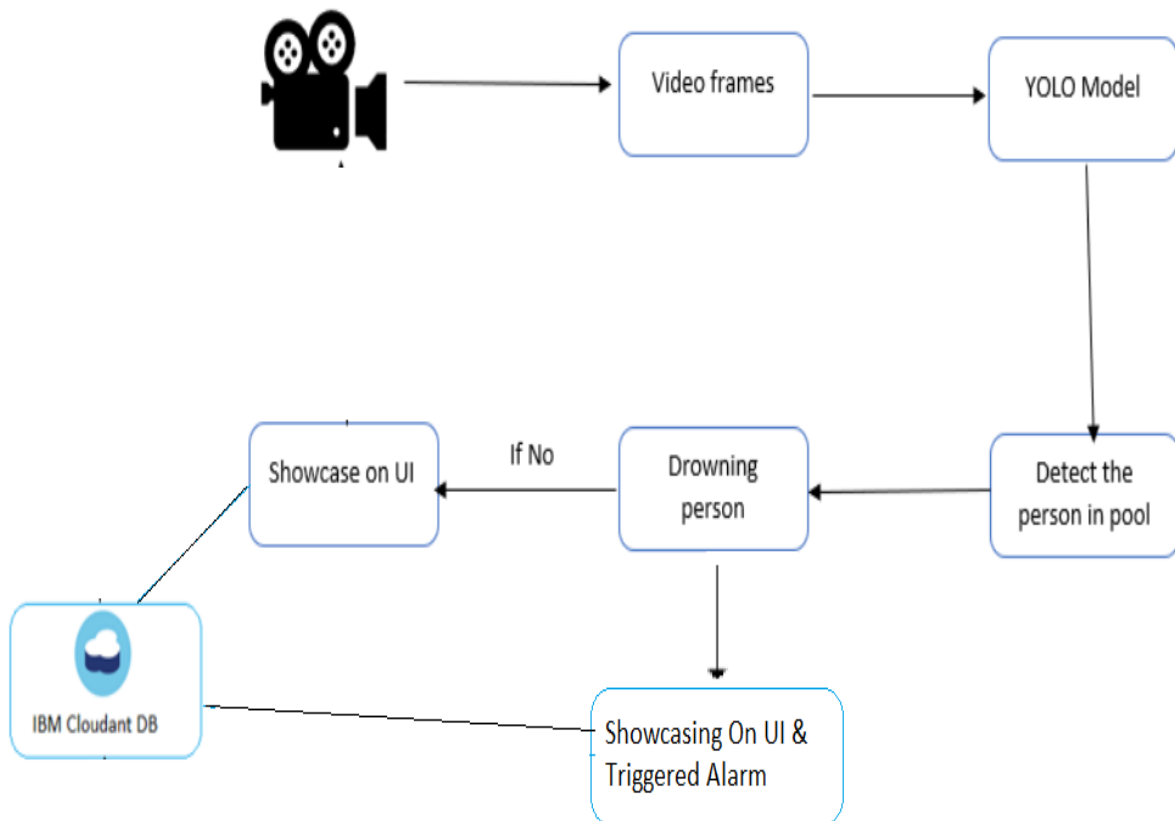 Video frames
YOLO Model
Showcase on UI
If No
Drowning
person
Detect the
person in pool
IBM Cloudant DB
Showcasing On UI &
Triggered Alarm